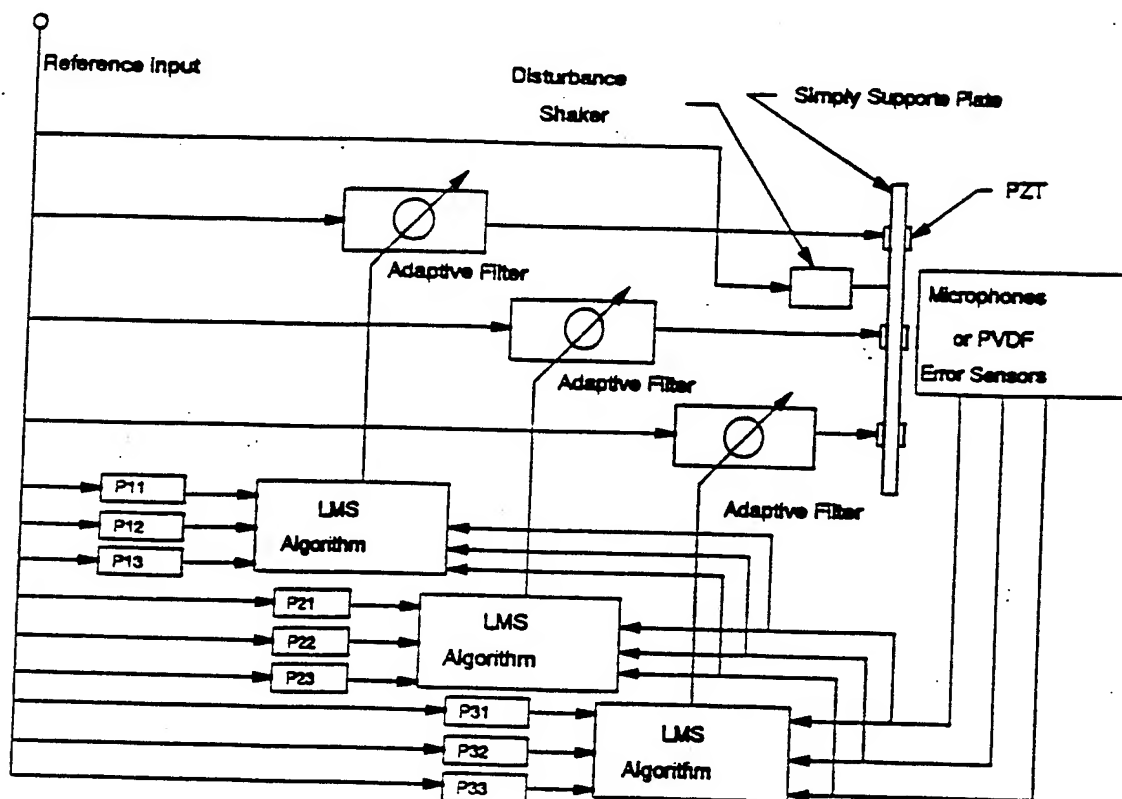 Reference input
Disturbance
Shaker
Simply Supporte Plate
PZT
Adaptive Filter
Microphones
or PVDF
Error Sensors
Adaptive Filter
Adaptive Filter
P11
P12
P13
LMS
Algorithm
P21
P22
P23
LMS
Algorithm
P31
P32
P33
LMS
Algorithm